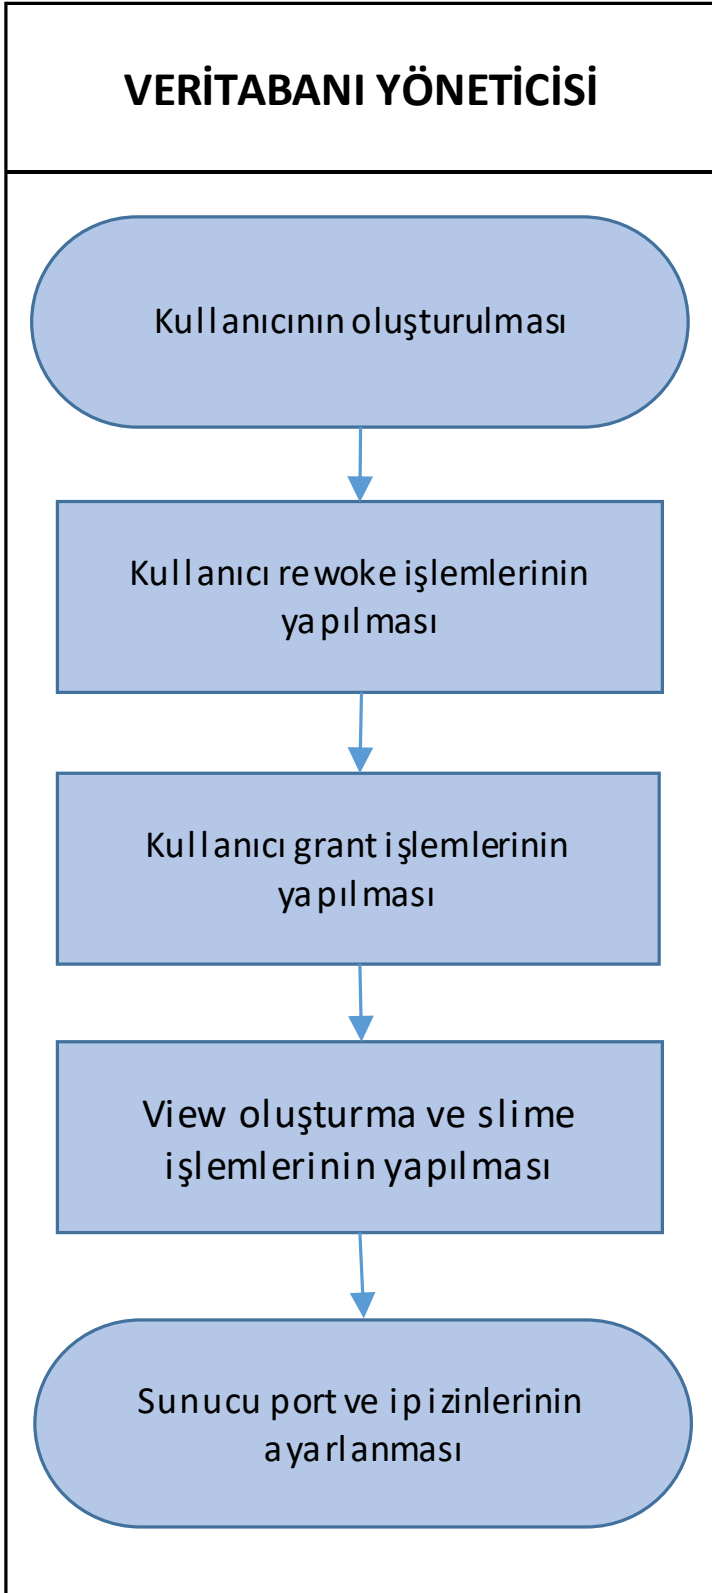 VERİTABANI YÖNETİCİSİ
Kullanıcının oluşturulması
Kullanıcı rewoke işlemlerinin
yapılması
Kullanıcı grant işlemlerinin
yapılması
View oluşturma ve slime
işlemlerinin yapılması
Sunucu port ve ip izinlerinin
ayarlanması